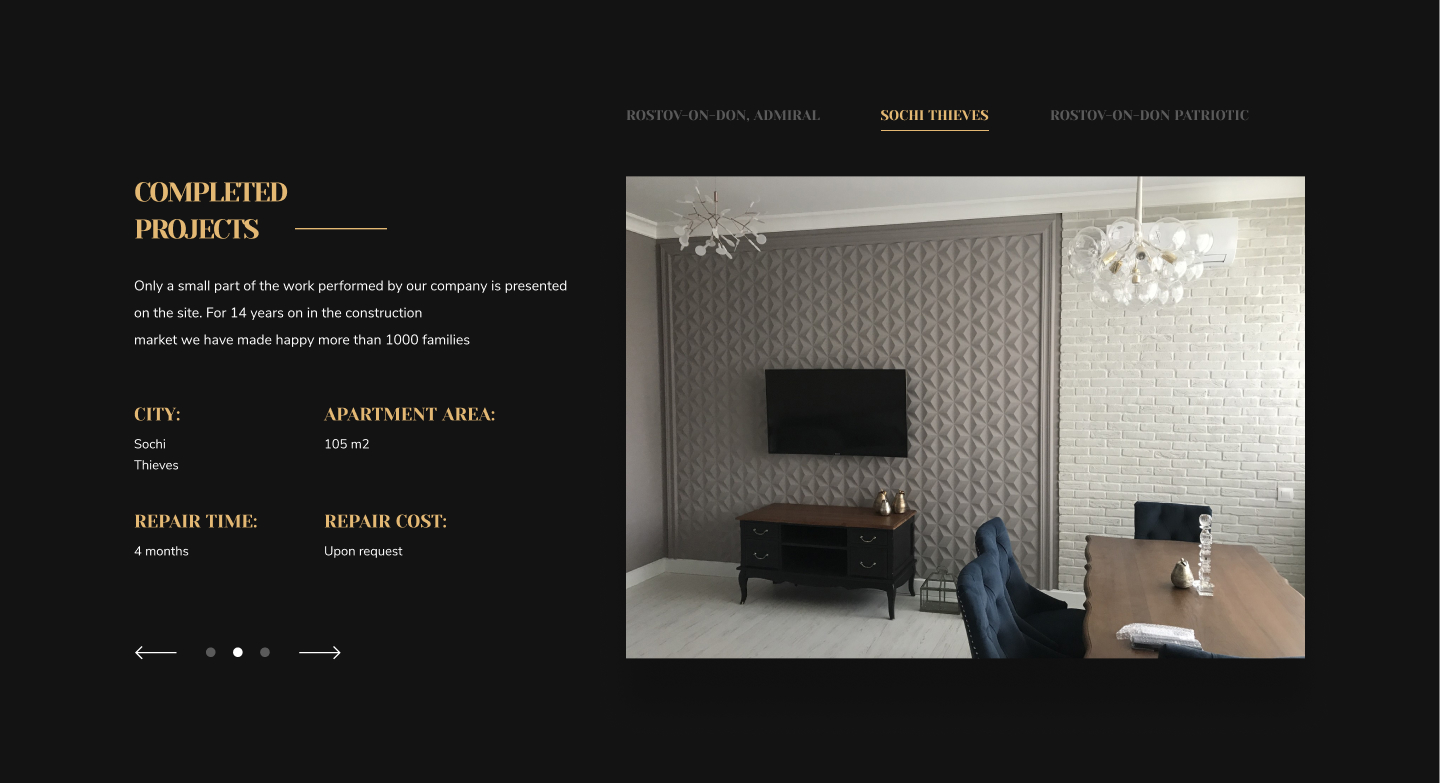 ROSTOV-ON-DON, ADMIRAL
SOCHI THIEVES
ROSTOV-ON-DON PATRIOTIC
COMPLETED
PROJECTS
Only a small part of the work performed by our company is presented
on the site. For 14 years on in the construction
market we have made happy more than 1000 families
CITY:
Sochi
Thieves
APARTMENT AREA:
105 m2
REPAIR TIME:
4 months
REPAIR COST:
Upon request